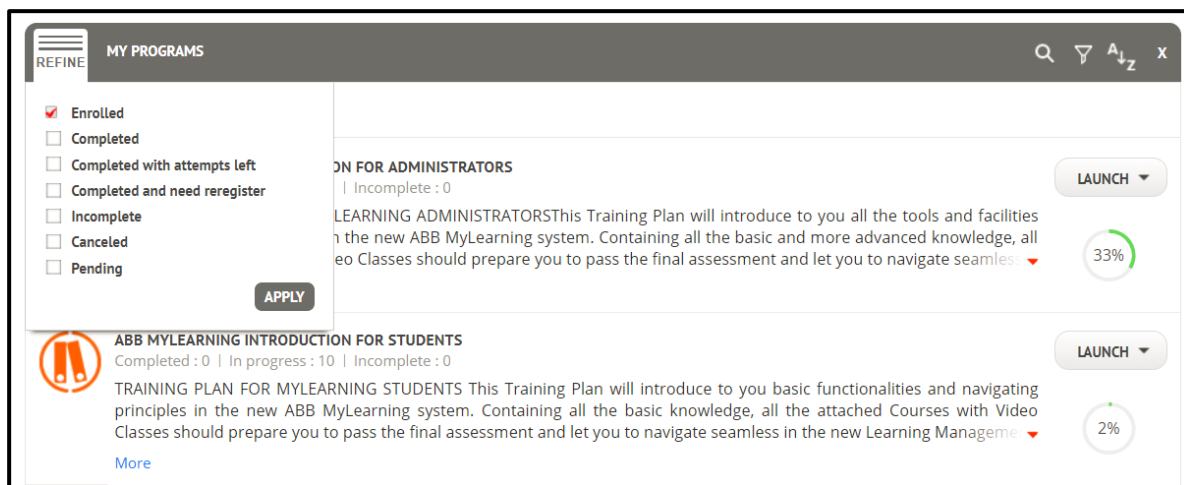 REFINE
MY PROGRAMS
A
Z
X
Enrolled
Completed
Completed with attempts left
Completed and need reregister
Incomplete
Canceled
Pending
APPLY
FOR ADMINISTRATORS
| Incomplete : 0
LAUNCH
LEARNING ADMINISTRATORSThis Training Plan will introduce to you all the tools and facilities
the new ABB MyLearning system. Containing all the basic and more advanced knowledge, all
Classes should prepare you to pass the final assessment and let you to navigate
33%
ABB MYLEARNING INTRODUCTION FOR STUDENTS
Completed : 0 | In progress : 10 | Incomplete : 0
LAUNCH
TRAINING PLAN FOR MYLEARNING STUDENTS This Training Plan will introduce to you basic functionalities and navigating
principles in the new ABB MyLearning system. Containing all the basic knowledge, all the attached Courses with Video
Classes should prepare you to pass the final assessment and let you to navigate seamless in the new Learning
2%
More